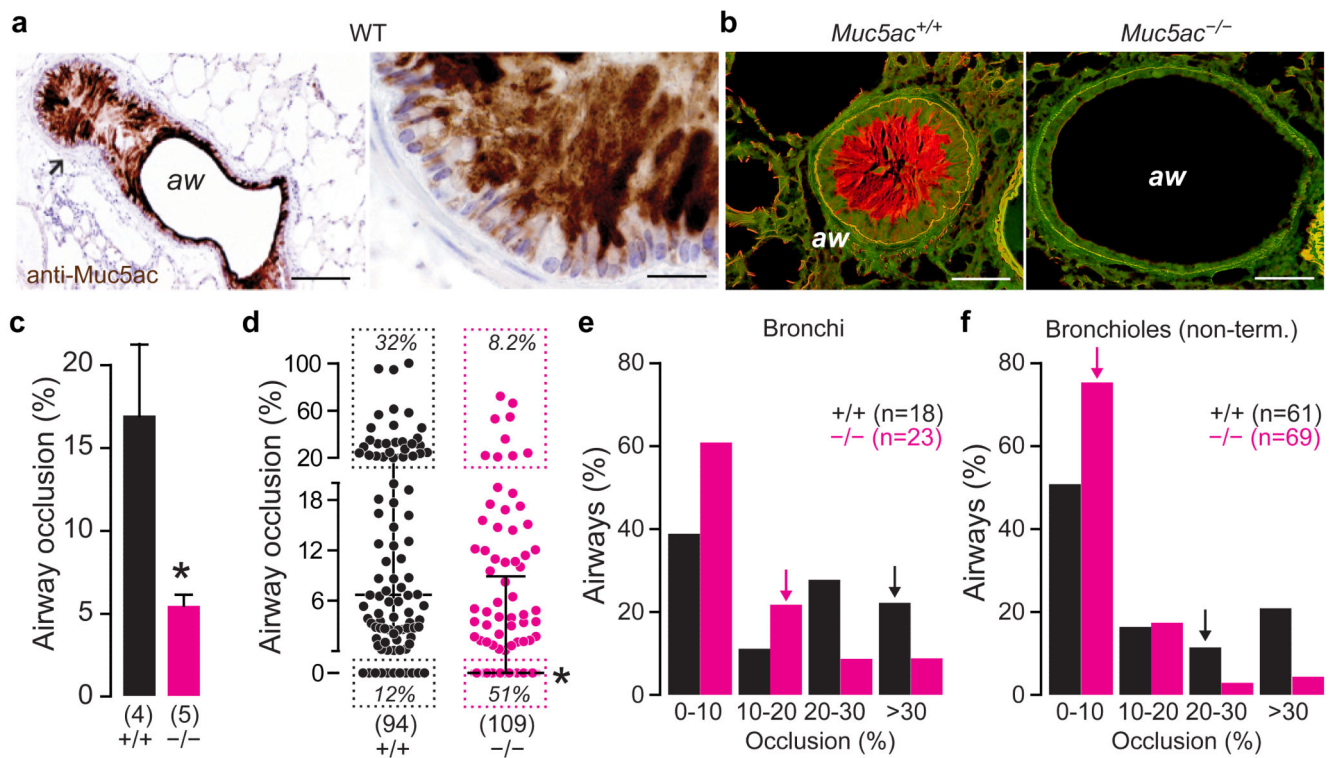 a
WT
b
Muc5ac+/+
Muc5ac−/−
aw
anti-Muc5ac
aw
aw
c
Airway occlusion (%)
20
15
10
5
0
*
(4)
(5)
+/+
−/−
d
Airway occlusion (%)
100
60
20
18
12
6
0
32%
8.2%
12%
51%
*
(94)
(109)
+/+
−/−
e
Bronchi
Airways (%)
80
60
40
20
0
+/+ (n=18)
−/− (n=23)
0-10
10-20
20-30
>30
Occlusion (%)
f
Bronchioles (non-term.)
Airways (%)
80
60
40
20
0
+/+ (n=61)
−/− (n=69)
0-10
10-20
20-30
>30
Occlusion (%)